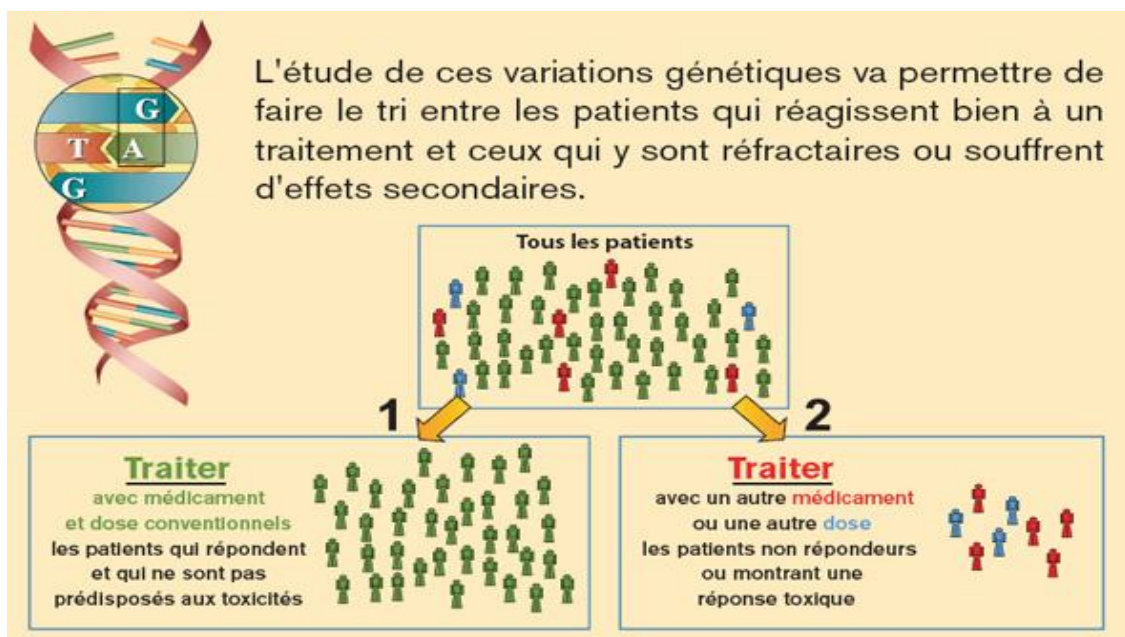 G
T A
G
L'étude de ces variations génétiques va permettre de
faire le tri entre les patients qui réagissent bien à un
traitement et ceux qui y sont réfractaires ou souffrent
d'effets secondaires.
Tous les patients
1
2
Traiter
avec médicament
et dose conventionnels
les patients qui répondent
et qui ne sont pas
prédisposés aux toxicités
Traiter
avec un autre médicament
ou une autre dose
les patients non répondeurs
ou montrant une
réponse toxique